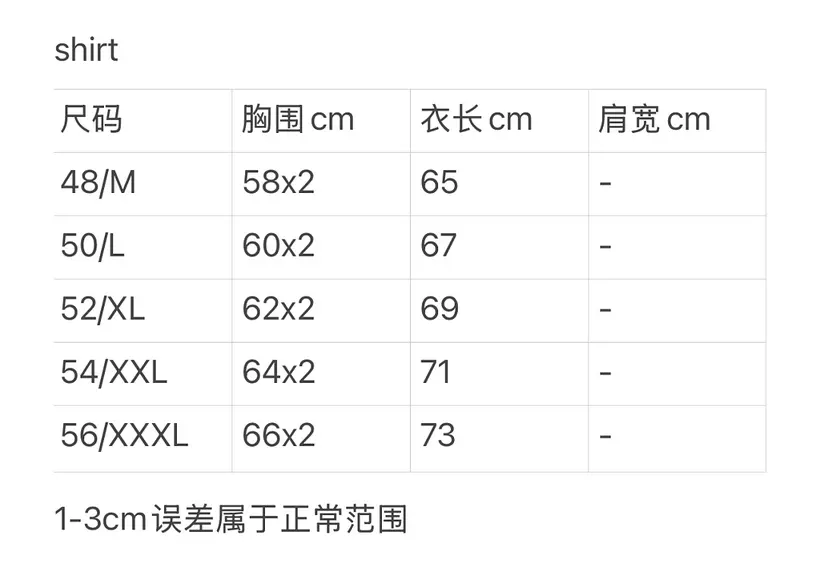 shirt
尺码 胸围cm 衣长cm 肩宽cm
48/M 58x2 65 -
50/L 60x2 67 -
52/XL 62x2 69 -
54/XXL 64x2 71 -
56/XXXL 66x2 73 -
1-3cm误差属于正常范围